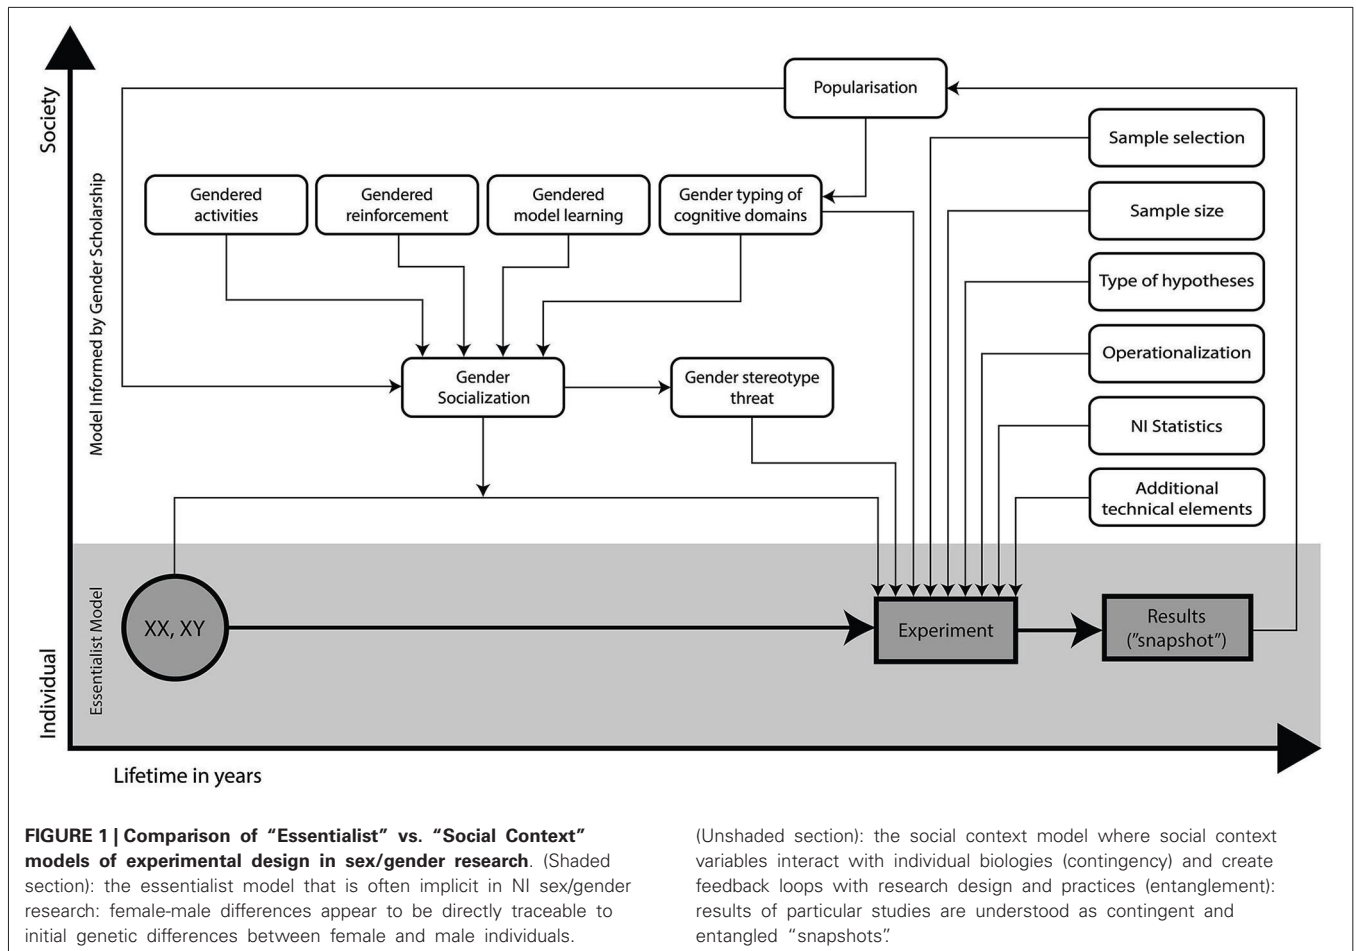 Society
Model Informed by Gender Scholarship
Popularisation
Sample selection
Gendered
activities
Gendered
reinforcement
Gendered
model learning
Gender typing of
cognitive domains
Sample size
Type of hypotheses
Operationalization
Gender
Socialization
Gender stereotype
threat
NI Statistics
Additional
technical elements
Individual
Essentialist Model
XX, XY
Experiment
Results
("snapshot")
Lifetime in years
FIGURE 1 | Comparison of “Essentialist” vs. “Social Context”
models of experimental design in sex/gender research. (Shaded
section): the essentialist model that is often implicit in NI sex/gender
research: female-male differences appear to be directly traceable to
initial genetic differences between female and male individuals.
(Unshaded section): the social context model where social context
variables interact with individual biologies (contingency) and create
feedback loops with research design and practices (entanglement):
results of particular studies are understood as contingent and
entangled “snapshots”.